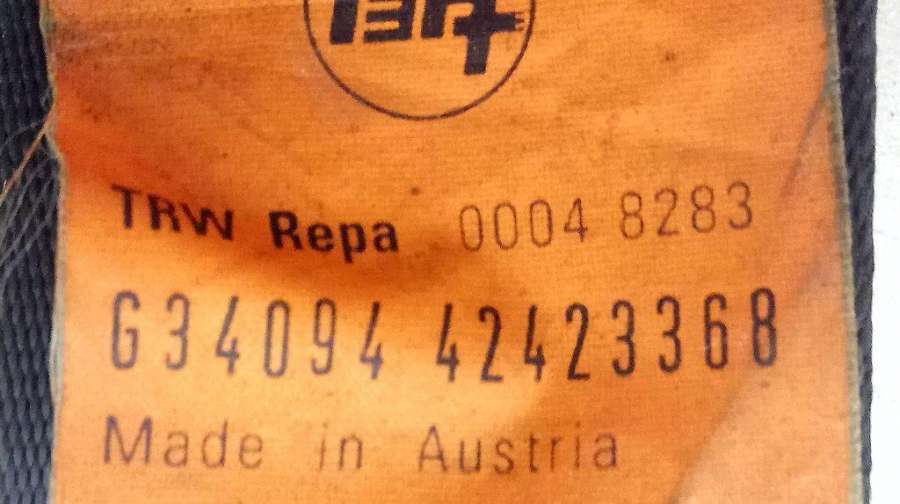 TRW Repa 0004 8283
G34094 42423368
Made in Austria